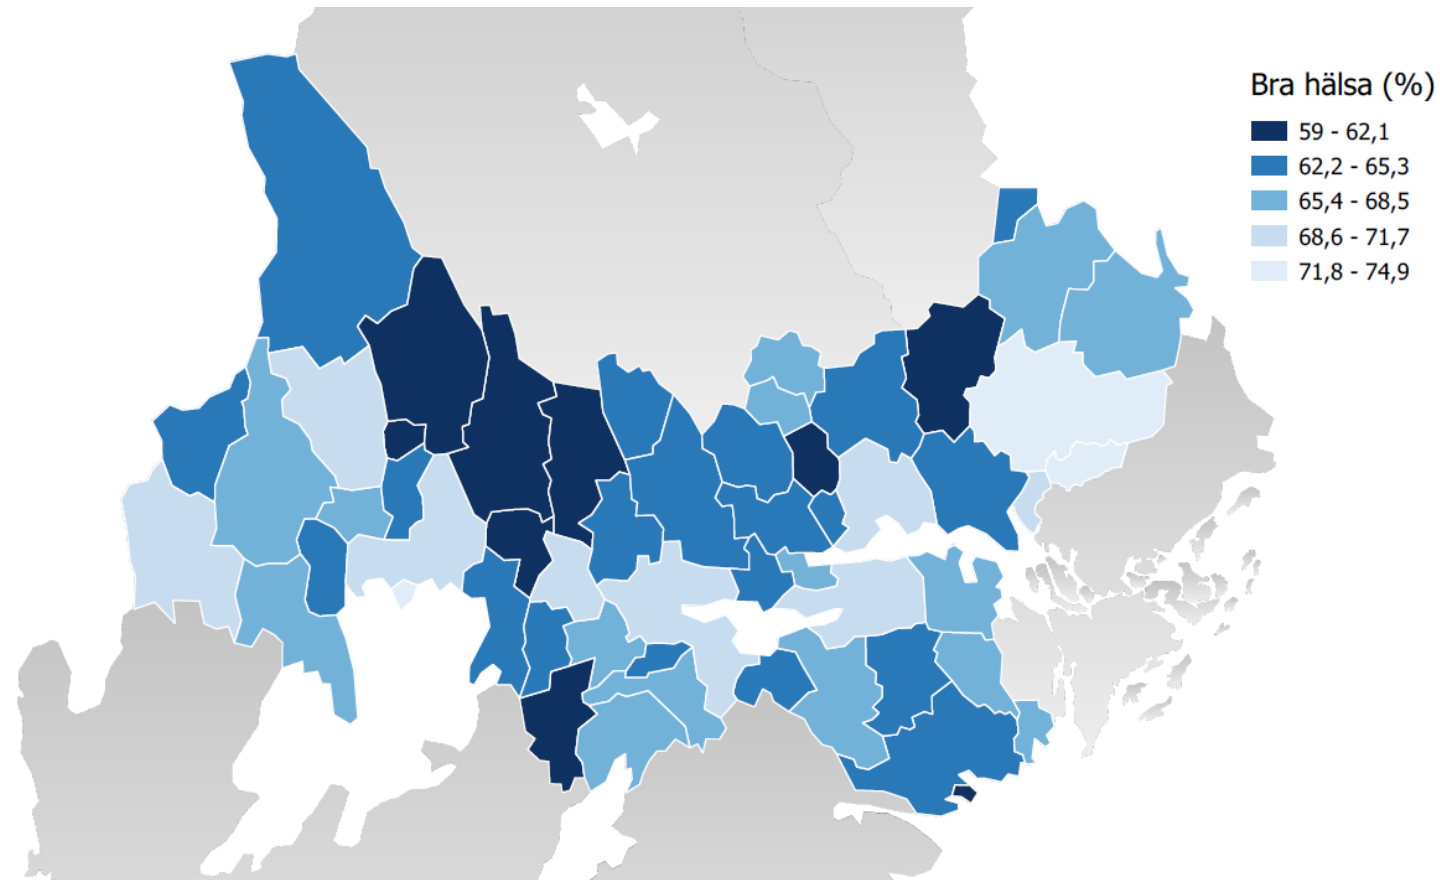 Bra hälsa (%)
59 - 62,1
62,2 - 65,3
65,4 - 68,5
68,6 - 71,7
71,8 - 74,9